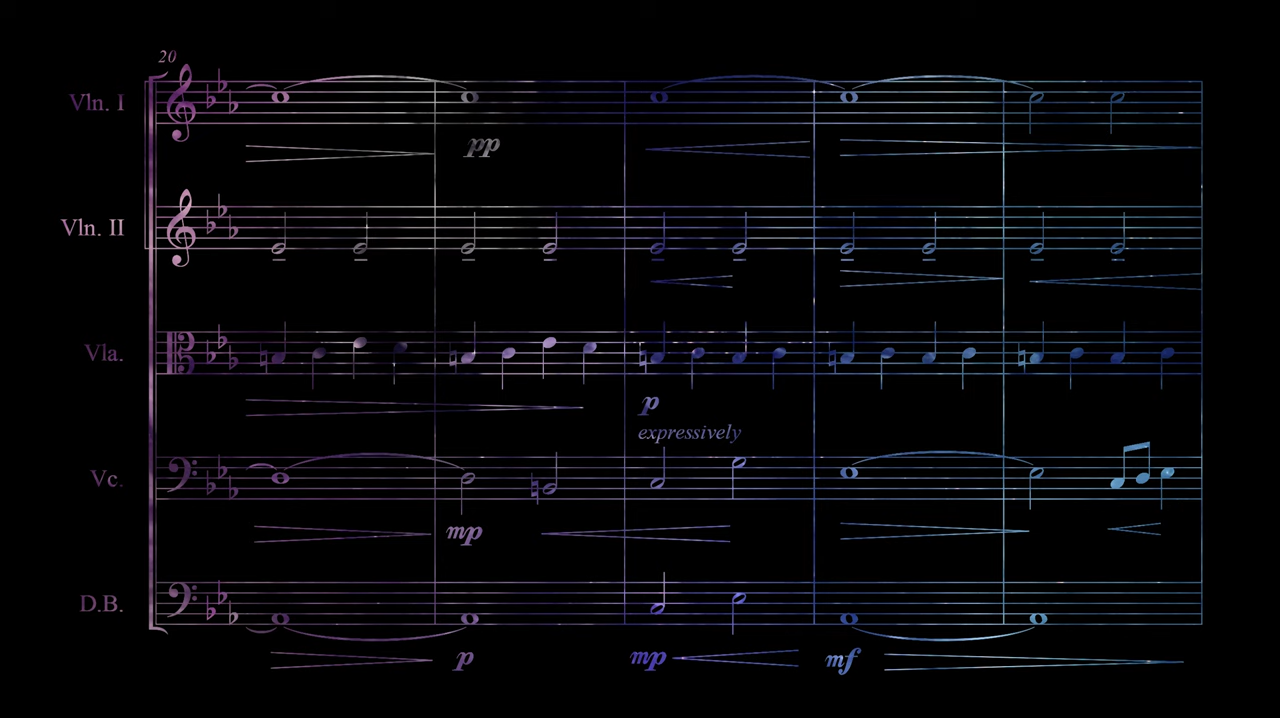 20
Vln. I
pp
Vln. II
Vla.
p
expressively
Vc.
mp
D.B.
p
mp
mf